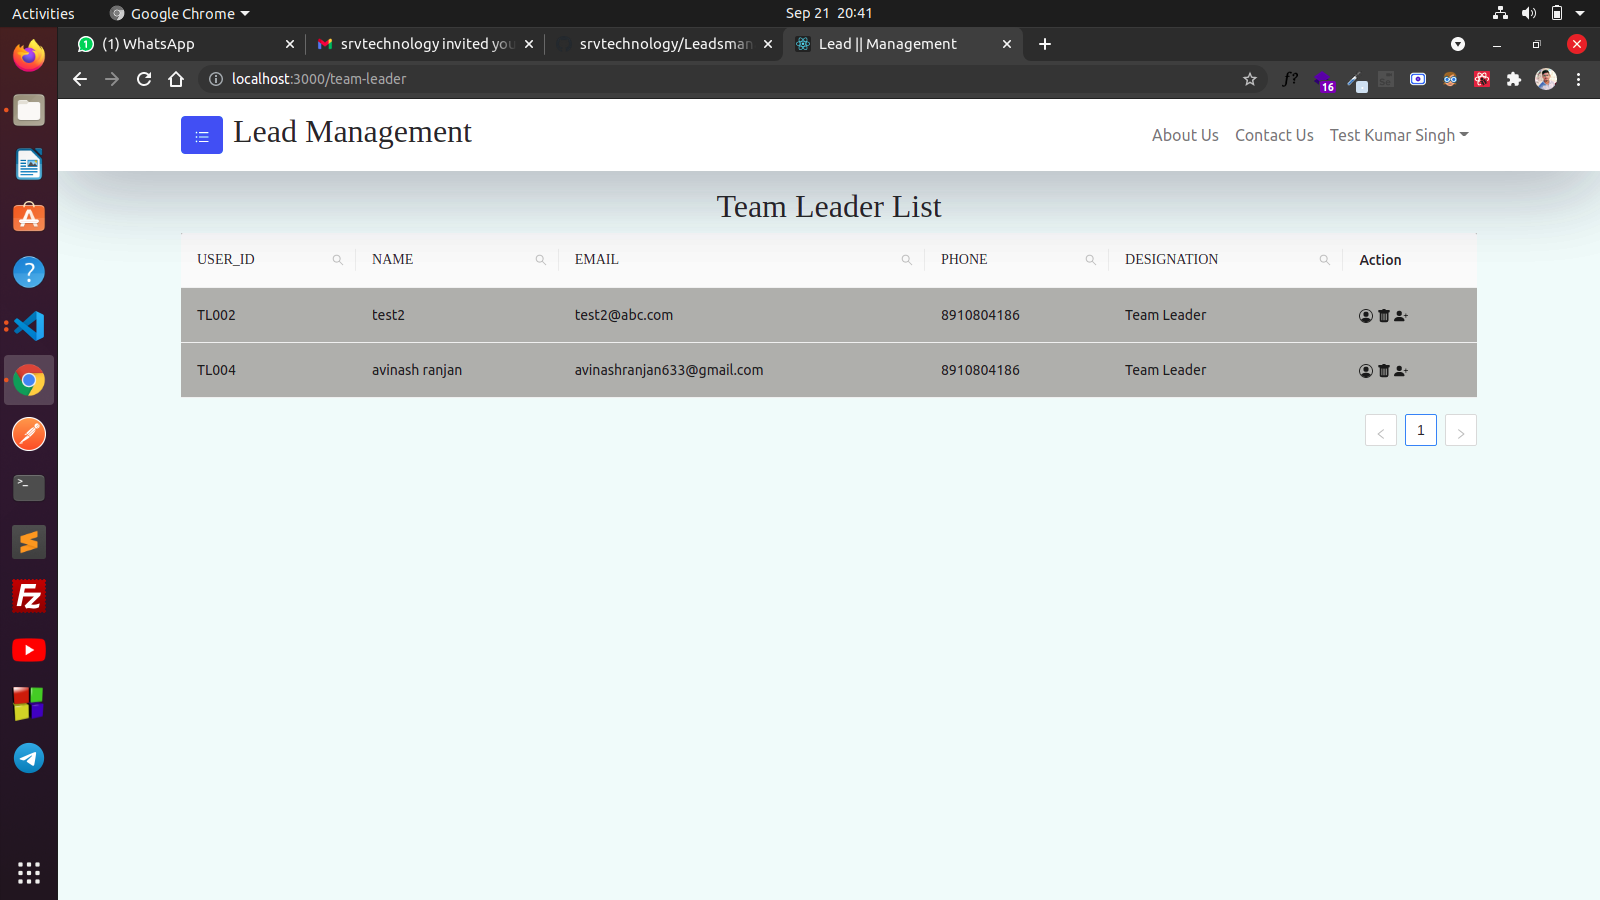 Activities Google Chrome Sep 21 20:41
(1) WhatsApp srvtechnology invited you srvtechnology/Leadsman Lead || Management
localhost:3000/team-leader f? 16
Lead Management About Us Contact Us Test Kumar Singh
Team Leader List
USER_ID NAME EMAIL PHONE DESIGNATION Action
TL002 test2 test2@abc.com 8910804186 Team Leader
TL004 avinash ranjan avinashranjan633@gmail.com 8910804186 Team Leader
< 1 >